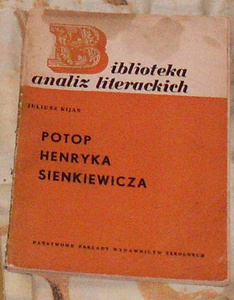 Biblioteka
analiz literackich
JULIUSZ KIJAS
POTOP
HENRYKA
SIENKIEWICZA
PAŃSTWOWE ZAKŁADY WYDAWNICTW SZKOLNYCH